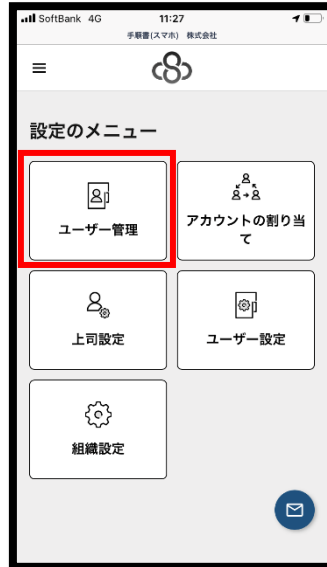 SoftBank 4G 11:27
手順書(スマホ) 株式会社
設定のメニュー
ユーザー管理
アカウントの割り当
て
上司設定
ユーザー設定
組織設定